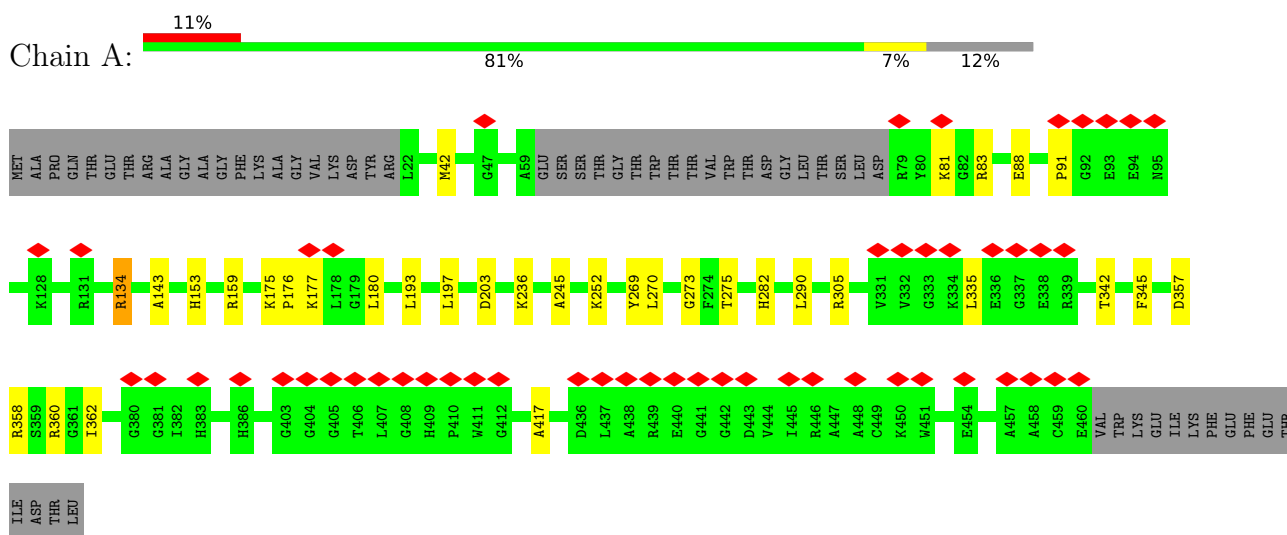 11%
Chain A:
81% 7% 12%
MET ALA PRO GLN THR GLU THR ARG ALA GLY ALA GLY PHE LYS ALA GLY VAL LYS ASP TYR ARG L22 M42 G47 A59 GLU SER SER THR GLY THR TRP THR THR VAL TRP THR ASP GLY LEU THR SER LEU ASP R79 Y80 K81 G82 R83 E88 P91 G92 E93 E94 N95
K128 R131 R134 A143 H153 R159 K175 P176 K177 L178 G179 L180 L193 L197 D203 K236 A245 K252 Y269 L270 G273 F274 T275 H282 L290 R305 V331 V332 G333 K334 L335 E336 G337 E338 R339 T342 F345 D357
R358 S359 R360 G361 I362 G380 G381 I382 H383 H386 G403 G404 G405 T406 L407 G408 H409 P410 W411 G412 A417 D436 L437 A438 R439 E440 G441 G442 D443 V444 I445 R446 A447 A448 C449 K450 W451 E454 A457 A458 C459 E460 VAL TRP LYS GLU ILE LYS PHE GLU PHE GLU THR
ILE ASP THR LEU